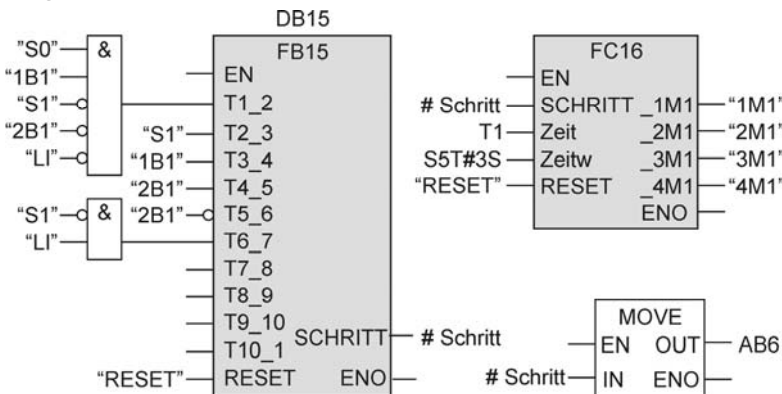 DB15
"S0"
&
"1B1"
"S1"
"2B1"
"LI"
"S1"
"1B1"
"2B1"
"2B1"
"S1"
&
"LI"
"RESET"
FB15
EN
T1_2
T2_3
T3_4
T4_5
T5_6
T6_7
T7_8
T8_9
T9_10
T10_1
SCHRITT
# Schritt
RESET
ENO
FC16
EN
# Schritt
SCHRITT
_1M1
"1M1"
T1
Zeit
_2M1
"2M1"
S5T#3S
Zeitw
_3M1
"3M1"
"RESET"
RESET
_4M1
"4M1"
ENO
MOVE
EN
OUT
AB6
# Schritt
IN
ENO